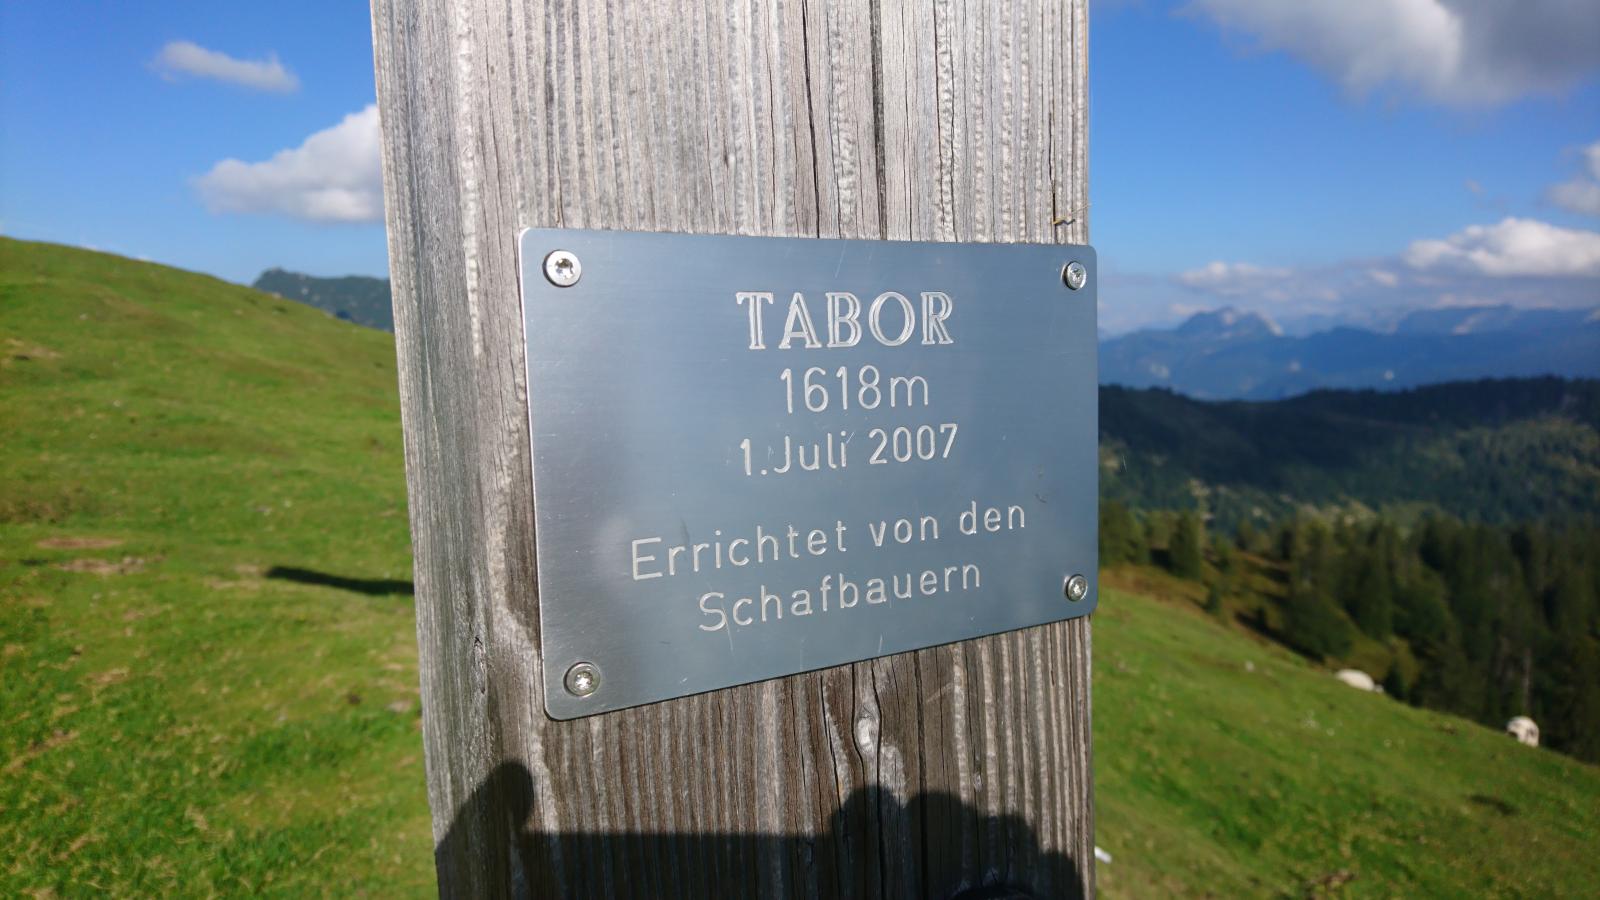 TABOR
1618m
1. Juli 2007
Errichtet von den
Schafbauern